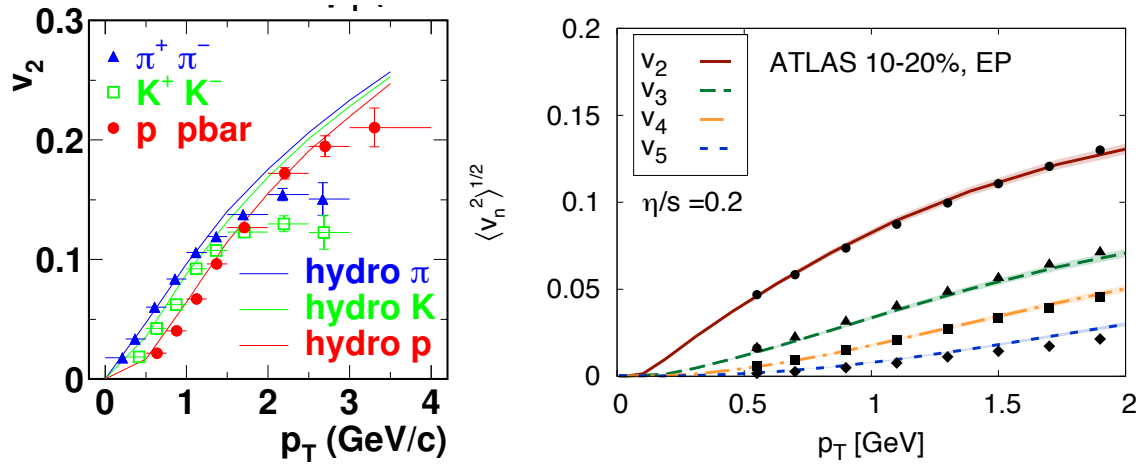 v2
π+ π−
K+ K−
p pbar
hydro π
hydro K
hydro p
0.3
0.2
0.1
0
0 1 2 3 4
pT (GeV/c)
v2
v3
v4
v5
ATLAS 10-20%, EP
η/s =0.2
⟨vn2⟩1/2
0.2
0.15
0.1
0.05
0
0 0.5 1 1.5 2
pT [GeV]